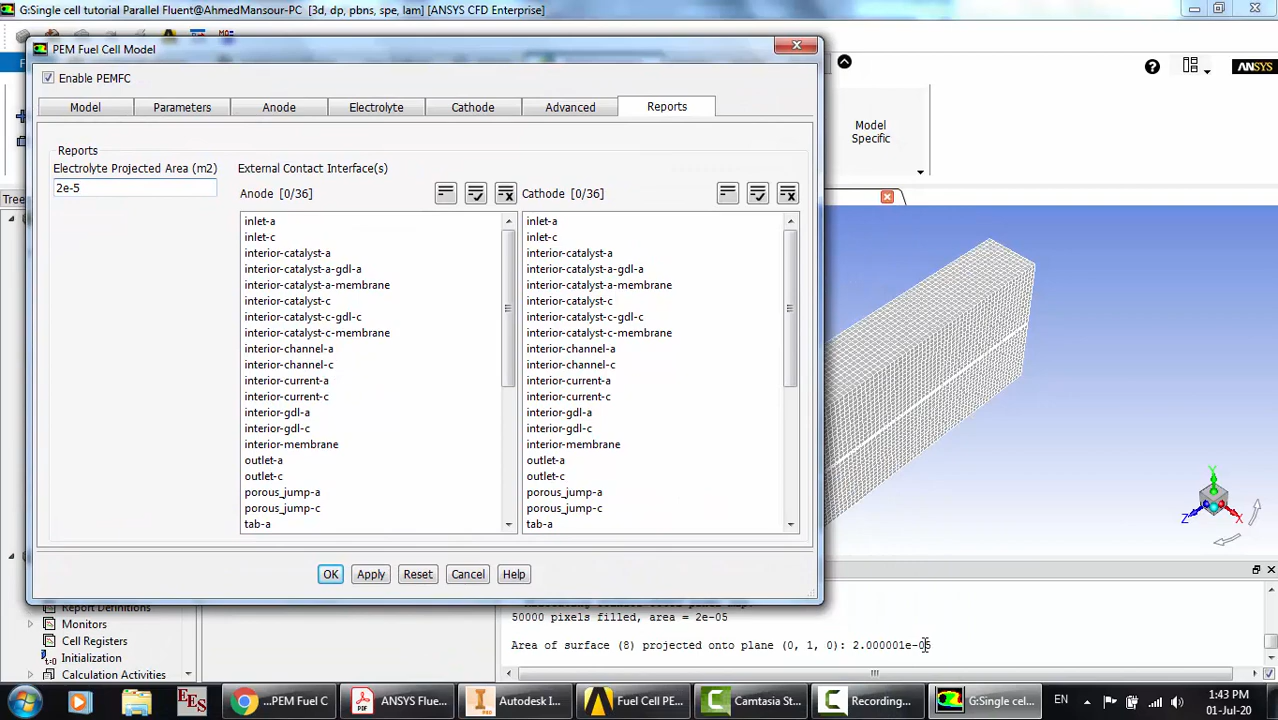 G:Single cell tutorial Parallel Fluent@AhmedMansour-PC [3d, dp, pbns, spe, lam] [ANSYS CFD Enterprise]
PEM Fuel Cell Model
Enable PEMFC
Model
Parameters
Anode
Electrolyte
Cathode
Advanced
Reports
ANSYS
Model
Specific
Reports
Electrolyte Projected Area (m2)
2e-5
External Contact Interface(s)
Anode [0/36]
Cathode [0/36]
Tree
inlet-a
inlet-c
interior-catalyst-a
interior-catalyst-a-gdl-a
interior-catalyst-a-membrane
interior-catalyst-c
interior-catalyst-c-gdl-c
interior-catalyst-c-membrane
interior-channel-a
interior-channel-c
interior-current-a
interior-current-c
interior-gdl-a
interior-gdl-c
interior-membrane
outlet-a
outlet-c
porous_jump-a
porous_jump-c
tab-a
inlet-a
inlet-c
interior-catalyst-a
interior-catalyst-a-gdl-a
interior-catalyst-a-membrane
interior-catalyst-c
interior-catalyst-c-gdl-c
interior-catalyst-c-membrane
interior-channel-a
interior-channel-c
interior-current-a
interior-current-c
interior-gdl-a
interior-gdl-c
interior-membrane
outlet-a
outlet-c
porous_jump-a
porous_jump-c
tab-a
Y
Z
X
OK
Apply
Reset
Cancel
Help
Report Definitions
Monitors
Cell Registers
Initialization
Calculation Activities
50000 pixels filled, area = 2e-05
Area of surface (8) projected onto plane (0, 1, 0): 2.000001e-05
EES
...PEM Fuel C
ANSYS Flue...
Autodesk I...
Fuel Cell PE...
Camtasia St...
Recording...
G:Single cel...
EN
1:43 PM
01-Jul-20